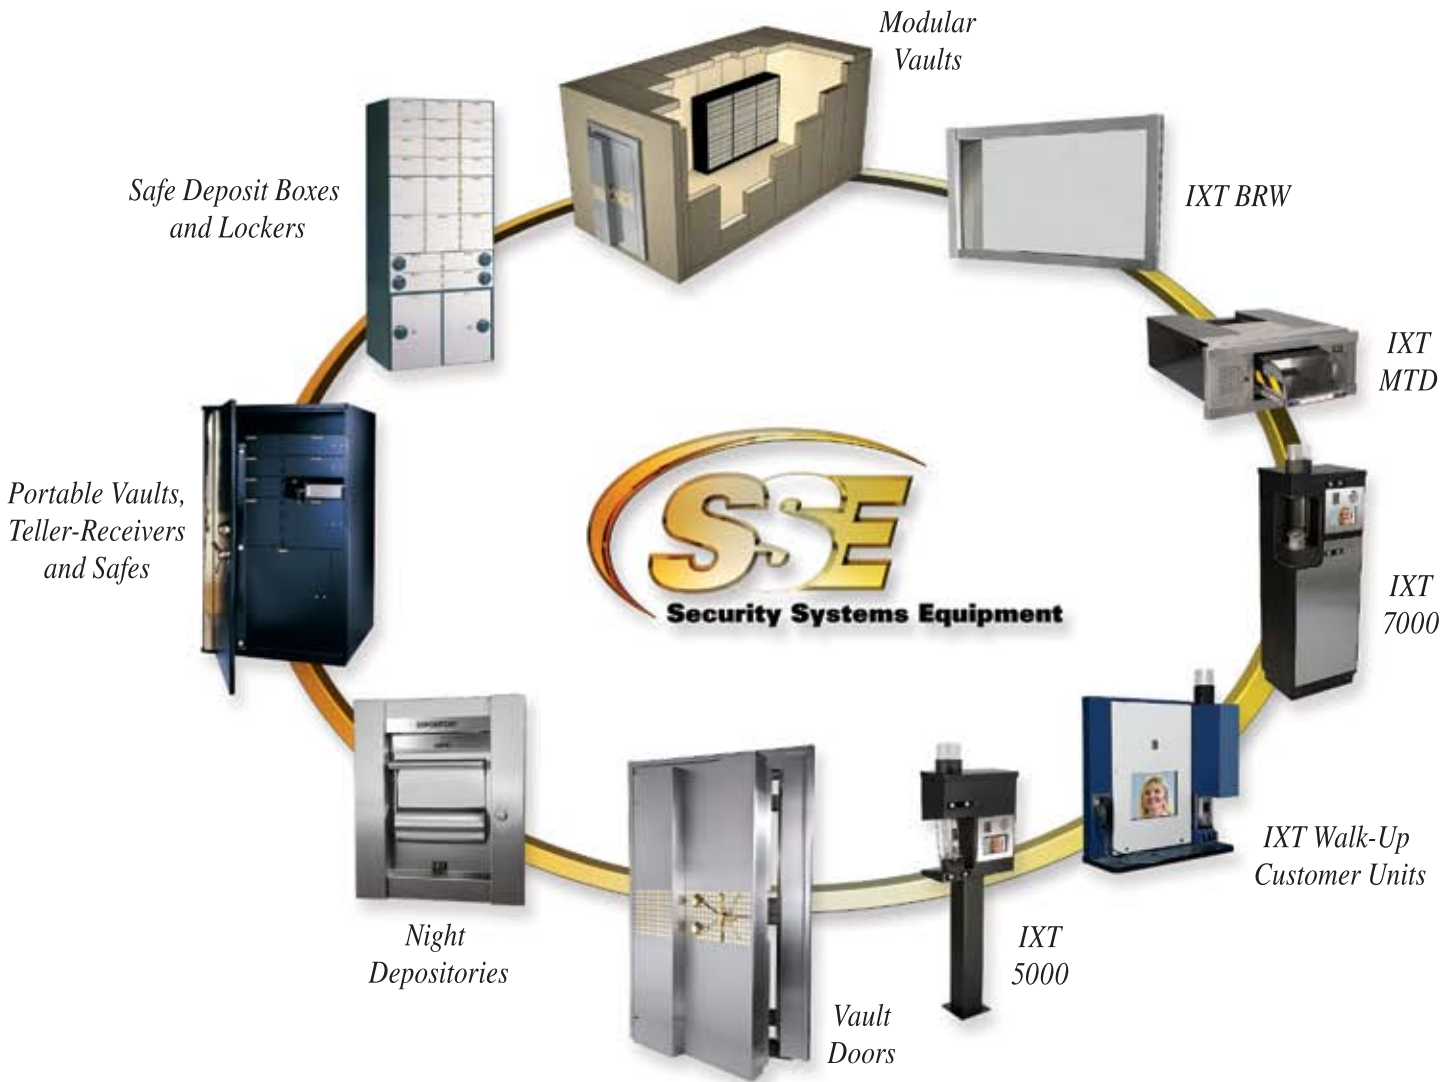 Modular
Vaults
Safe Deposit Boxes
and Lockers
IXT BRW
IXT
MTD
Portable Vaults,
Teller-Receivers
and Safes
SSE
Security Systems Equipment
IXT
7000
IXT Walk-Up
Customer Units
Night
Depositories
IXT
5000
Vault
Doors